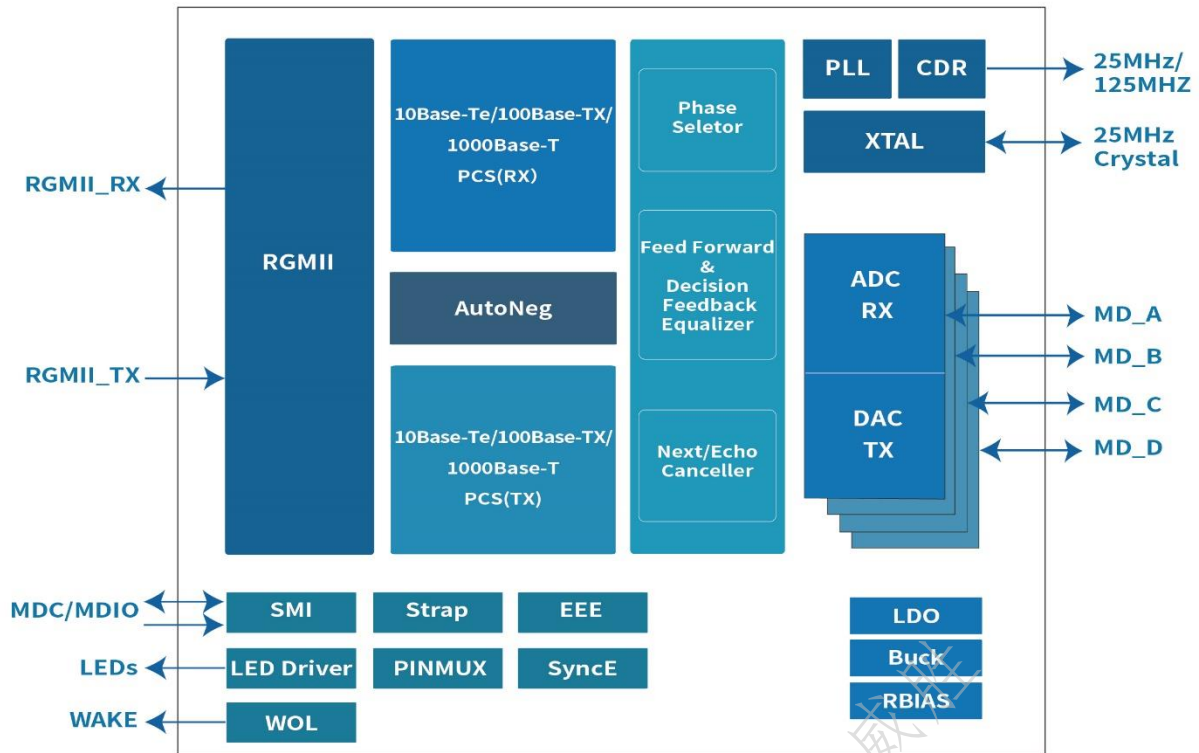 PLL
CDR
25MHz/
125MHZ
XTAL
25MHz
Crystal
10Base-Te/100Base-TX/
1000Base-T
PCS(RX)
Phase
Seletor
RGMII_RX
RGMII
Feed Forward
&
Decision
Feedback
Equalizer
ADC
RX
AutoNeg
MD_A
MD_B
MD_C
MD_D
RGMII_TX
10Base-Te/100Base-TX/
1000Base-T
PCS(TX)
Next/Echo
Canceller
DAC
TX
MDC/MDIO
SMI
Strap
EEE
LDO
LEDs
LED Driver
PINMUX
SyncE
Buck
WAKE
WOL
RBIAS
威胜